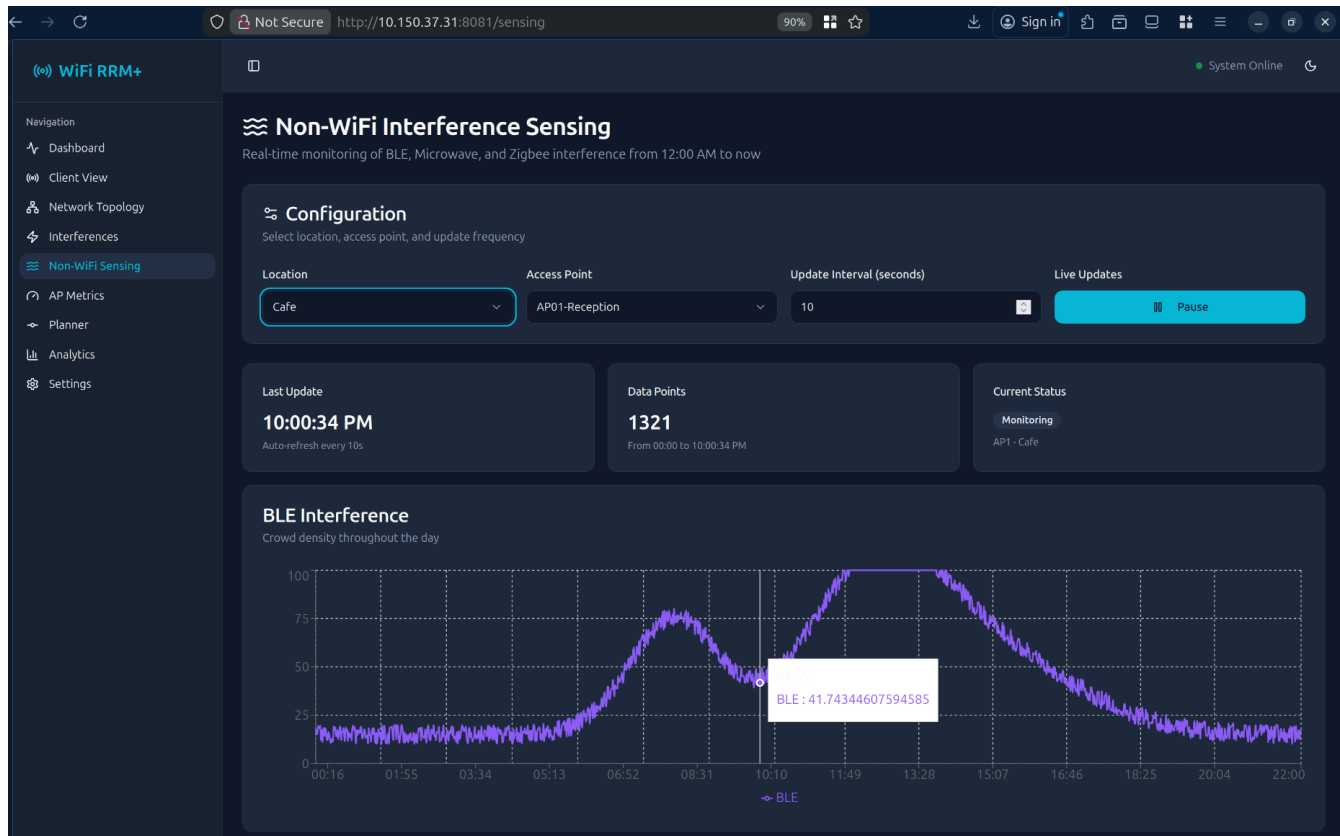 Not Secure http://10.150.37.31:8081/sensing 90% Sign in
WiFi RRM+
System Online
Navigation
Dashboard
Client View
Network Topology
Interferences
Non-WiFi Sensing
AP Metrics
Planner
Analytics
Settings
Non-WiFi Interference Sensing
Real-time monitoring of BLE, Microwave, and Zigbee interference from 12:00 AM to now
Configuration
Select location, access point, and update frequency
Location Access Point Update Interval (seconds) Live Updates
Cafe AP01-Reception 10 Pause
Last Update Data Points Current Status
10:00:34 PM 1321 Monitoring
Auto-refresh every 10s From 00:00 to 10:00:34 PM AP1 - Cafe
BLE Interference
Crowd density throughout the day
100
75
50
BLE : 41.74344607594585
25
0
00:16 01:55 03:34 05:13 06:52 08:31 10:10 11:49 13:28 15:07 16:46 18:25 20:04 22:00
BLE